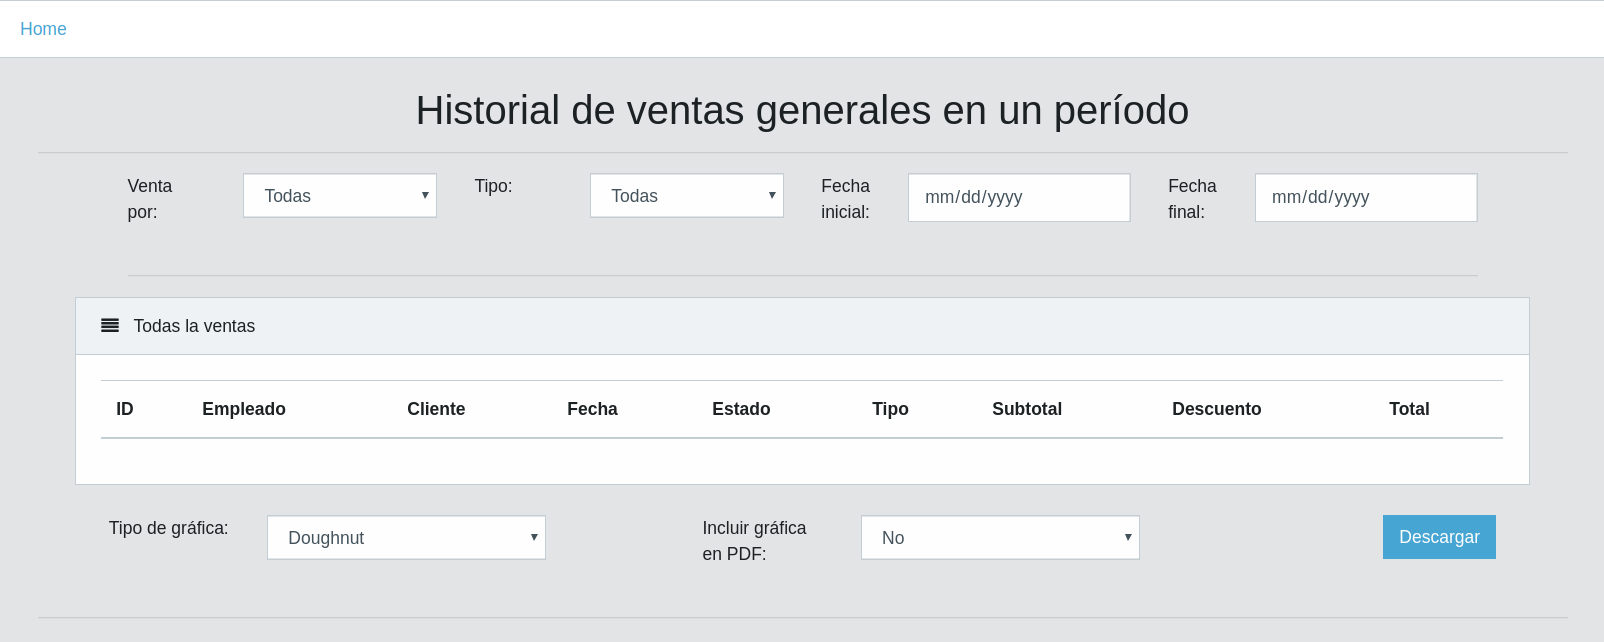 Home
Historial de ventas generales en un período
Venta
por:
Todas
Tipo:
Todas
Fecha
inicial:
mm/dd/yyyy
Fecha
final:
mm/dd/yyyy
Todas la ventas
ID Empleado Cliente Fecha Estado Tipo Subtotal Descuento Total
Tipo de gráfica:
Doughnut
Incluir gráfica
en PDF:
No
Descargar